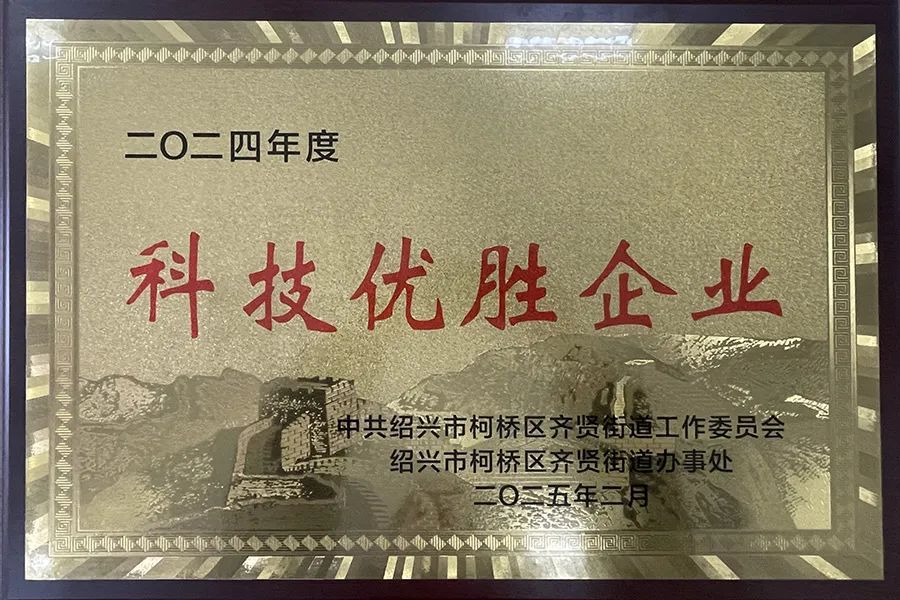 二〇二四年度
科技优胜企业
中共绍兴市柯桥区齐贤街道工作委员会
绍兴市柯桥区齐贤街道办事处
二〇二五年二月